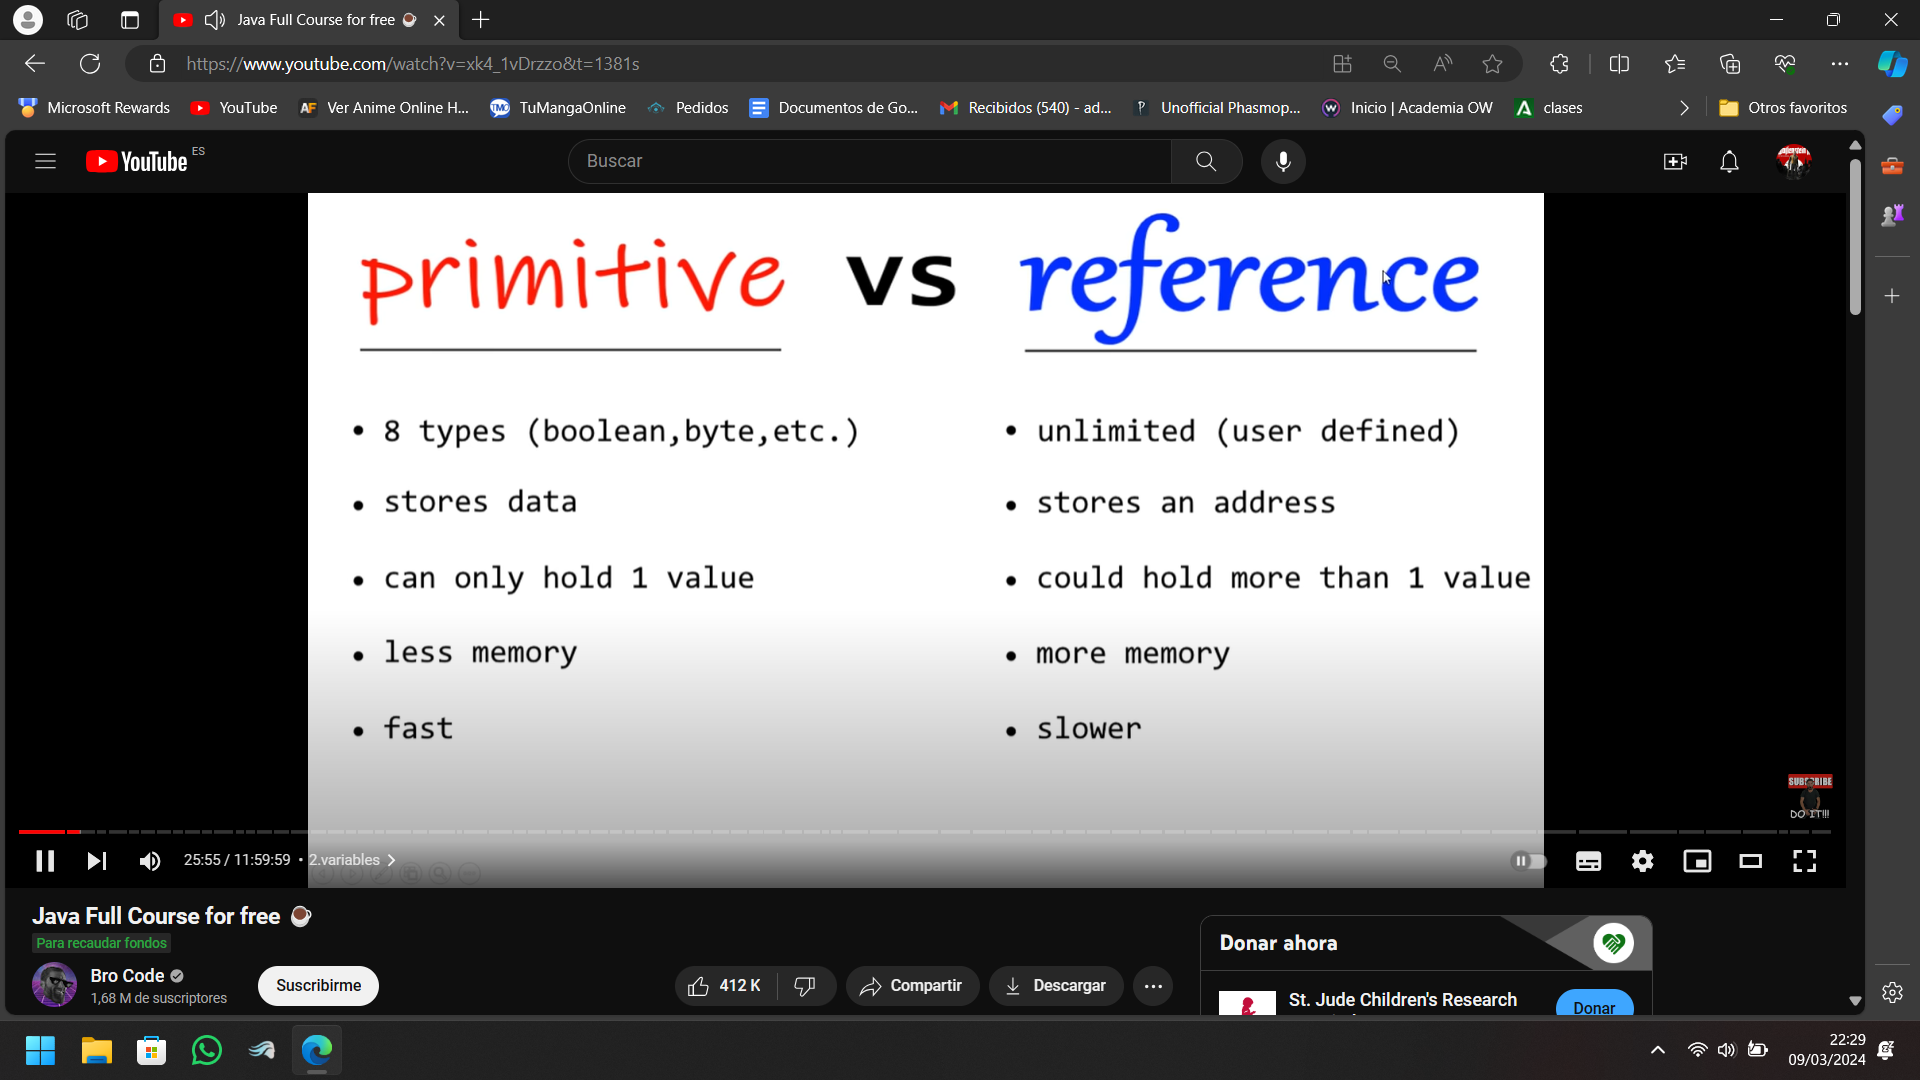 Java Full Course for free
https://www.youtube.com/watch?v=xk4_1vDrzzo&t=1381s
Microsoft Rewards
YouTube
AF
Ver Anime Online H...
TMO
TuMangaOnline
Pedidos
Documentos de Go...
Recibidos (540) - ad...
Unofficial Phasmop...
Inicio | Academia OW
clases
Otros favoritos
YouTube ES
Buscar
primitive vs reference
• 8 types (boolean,byte,etc.)
• unlimited (user defined)
• stores data
• stores an address
• can only hold 1 value
• could hold more than 1 value
• less memory
• more memory
• fast
• slower
SUBSCRIBE
DO IT!!!
25:55 / 11:59:59 • 2.variables
Java Full Course for free
Para recaudar fondos
Bro Code
1,68 M de suscriptores
Suscribirme
412 K
Compartir
Descargar
Donar ahora
St. Jude Children's Research
Donar
22:29
09/03/2024